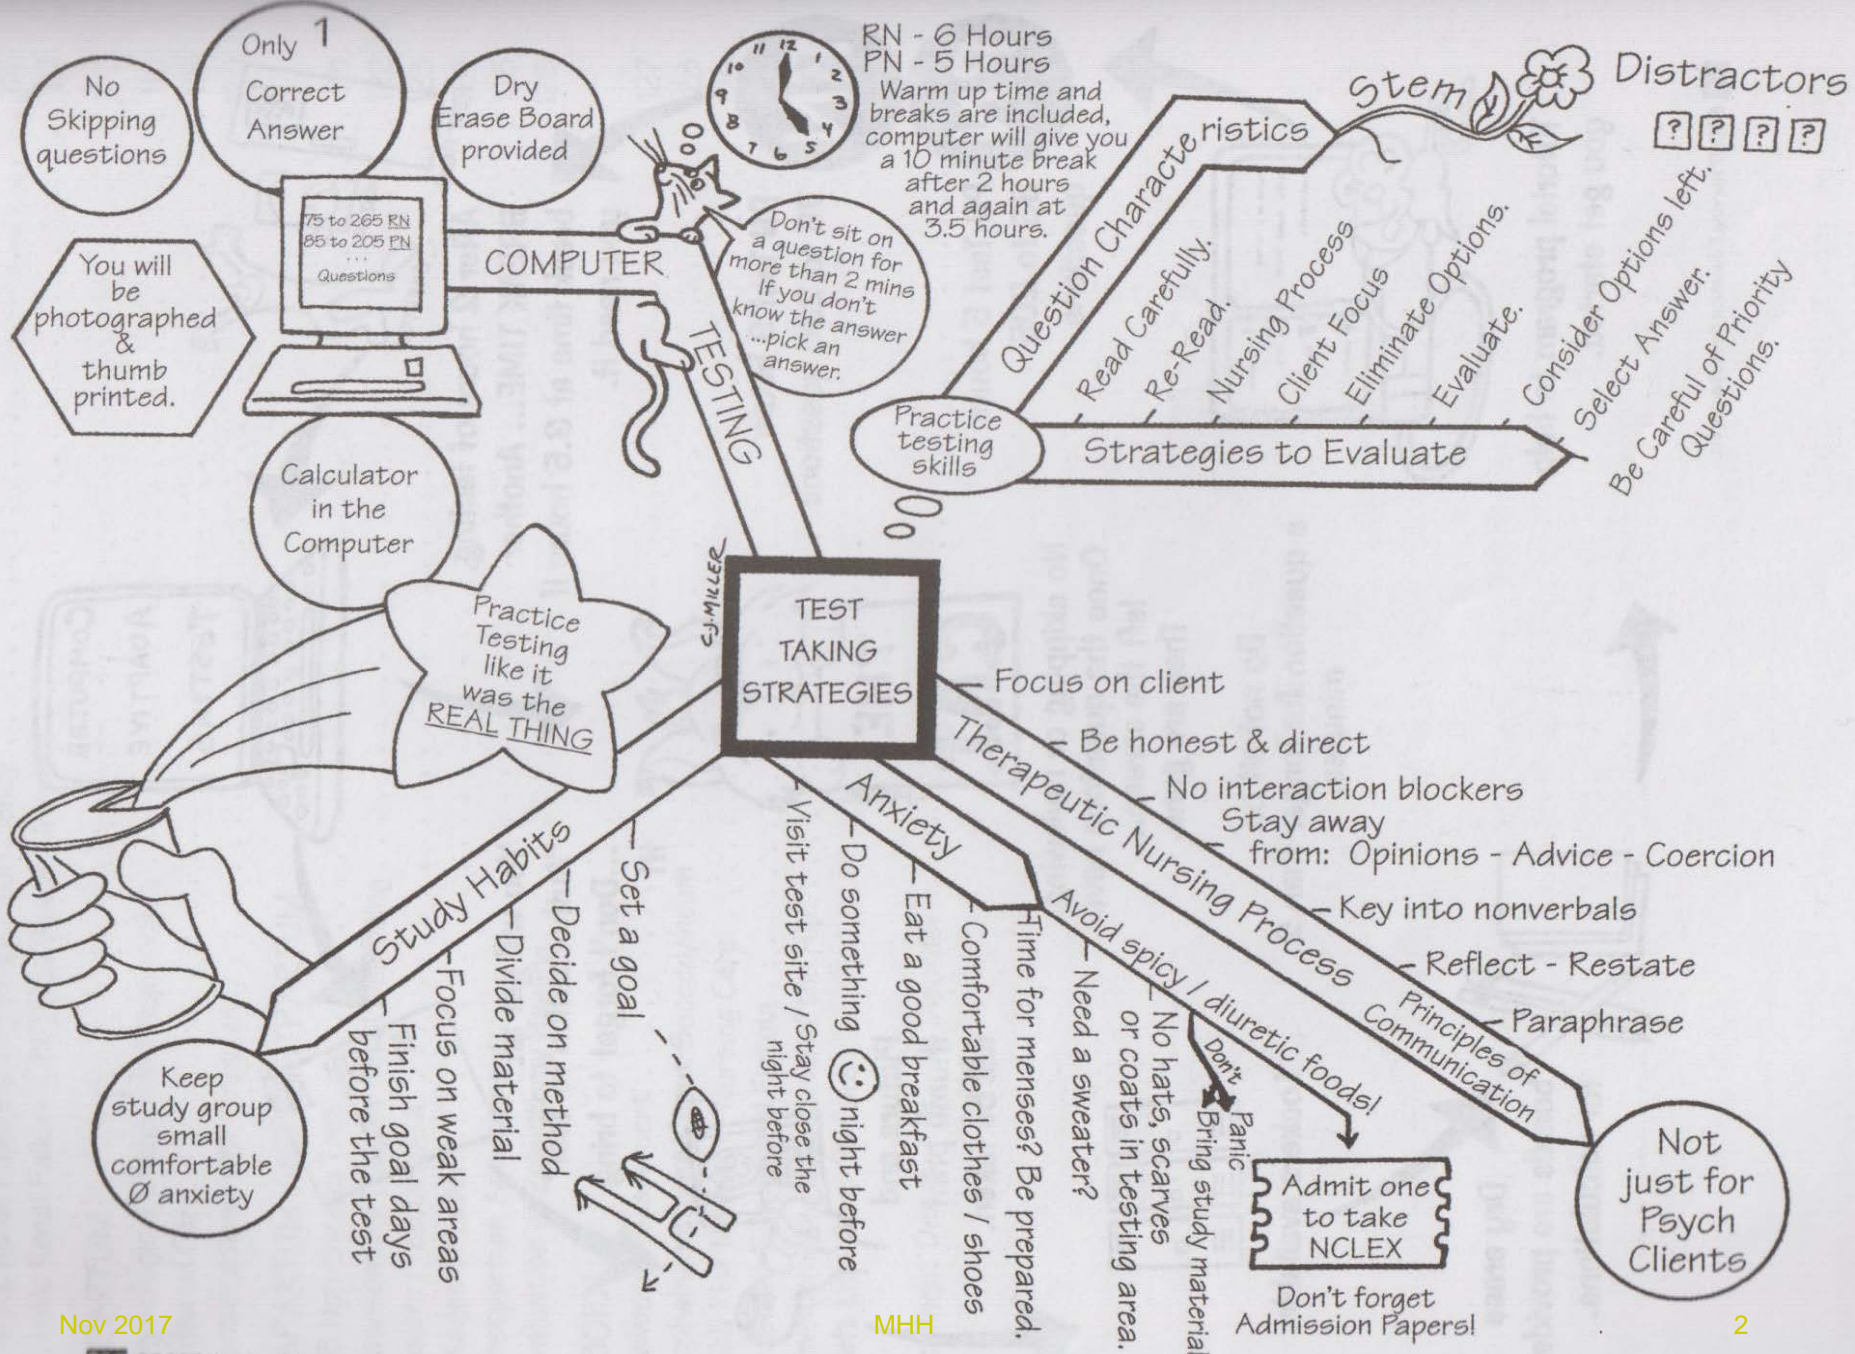 No
Skipping
questions
Only 1
Correct
Answer
Dry
Erase Board
provided
12
1
2
3
4
5
6
7
8
9
10
11
RN - 6 Hours
PN - 5 Hours
Warm up time and
breaks are included,
computer will give you
a 10 minute break
after 2 hours
and again at
3.5 hours.
Stem
Distractors
? ? ? ?
Question Characteristics
You will
be
photographed
&
thumb
printed.
75 to 265 RN
85 to 205 PN
...
Questions
COMPUTER
TESTING
Don't sit on
a question for
more than 2 mins
If you don't
know the answer
...pick an
answer.
Practice
testing
skills
Strategies to Evaluate
Read Carefully.
Re-Read.
Nursing Process
Client Focus
Eliminate Options.
Evaluate.
Consider Options left.
Select Answer.
Be Careful of Priority
Questions.
Calculator
in the
Computer
Practice
Testing
like it
was the
REAL THING
C.J. MILLER
TEST
TAKING
STRATEGIES
Study Habits
Set a goal
Decide on method
Divide material
Focus on weak areas
Finish goal days
before the test
Keep
study group
small
comfortable
Ø anxiety
Anxiety
Visit test site / Stay close the
night before
Do something night before
Eat a good breakfast
Comfortable clothes / shoes
Time for menses? Be prepared.
Need a sweater?
No hats, scarves
or coats in testing area.
Avoid spicy / diuretic foods!
Don't
Panic
Bring study material
Admit one
to take
NCLEX
Don't forget
Admission Papers!
Therapeutic Nursing Process
Principles of
Communication
Focus on client
Be honest & direct
No interaction blockers
Stay away
from: Opinions - Advice - Coercion
Key into nonverbals
Reflect - Restate
Paraphrase
Not
just for
Psych
Clients
Nov 2017
MHH
2